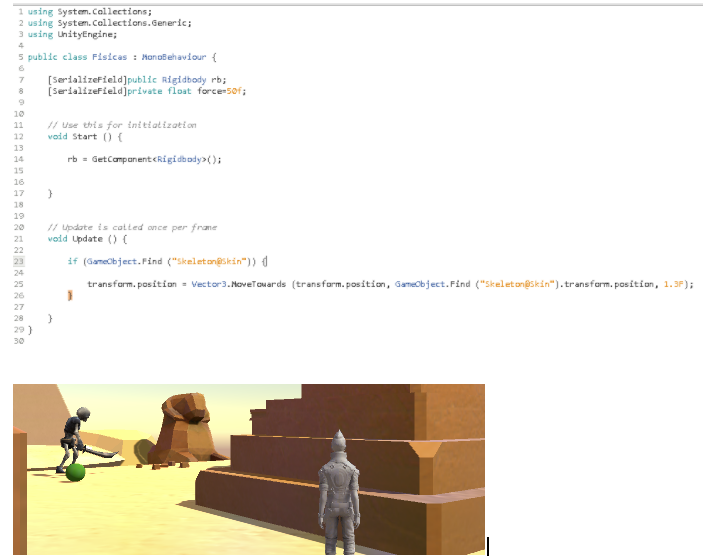 1 using System.Collections;
2 using System.Collections.Generic;
3 using UnityEngine;
4
5 public class Fisicas : MonoBehaviour {
6
7 [SerializeField]public Rigidbody rb;
8 [SerializeField]private float force=50f;
9
10
11 // Use this for initialization
12 void Start () {
13
14 rb = GetComponent<Rigidbody>();
15
16
17 }
18
19
20 // Update is called once per frame
21 void Update () {
22
23 if (GameObject.Find ("Skeleton@Skin")) {
24
25 transform.position = Vector3.MoveTowards (transform.position, GameObject.Find ("Skeleton@Skin").transform.position, 1.3F);
26 }
27
28 }
29 }
30